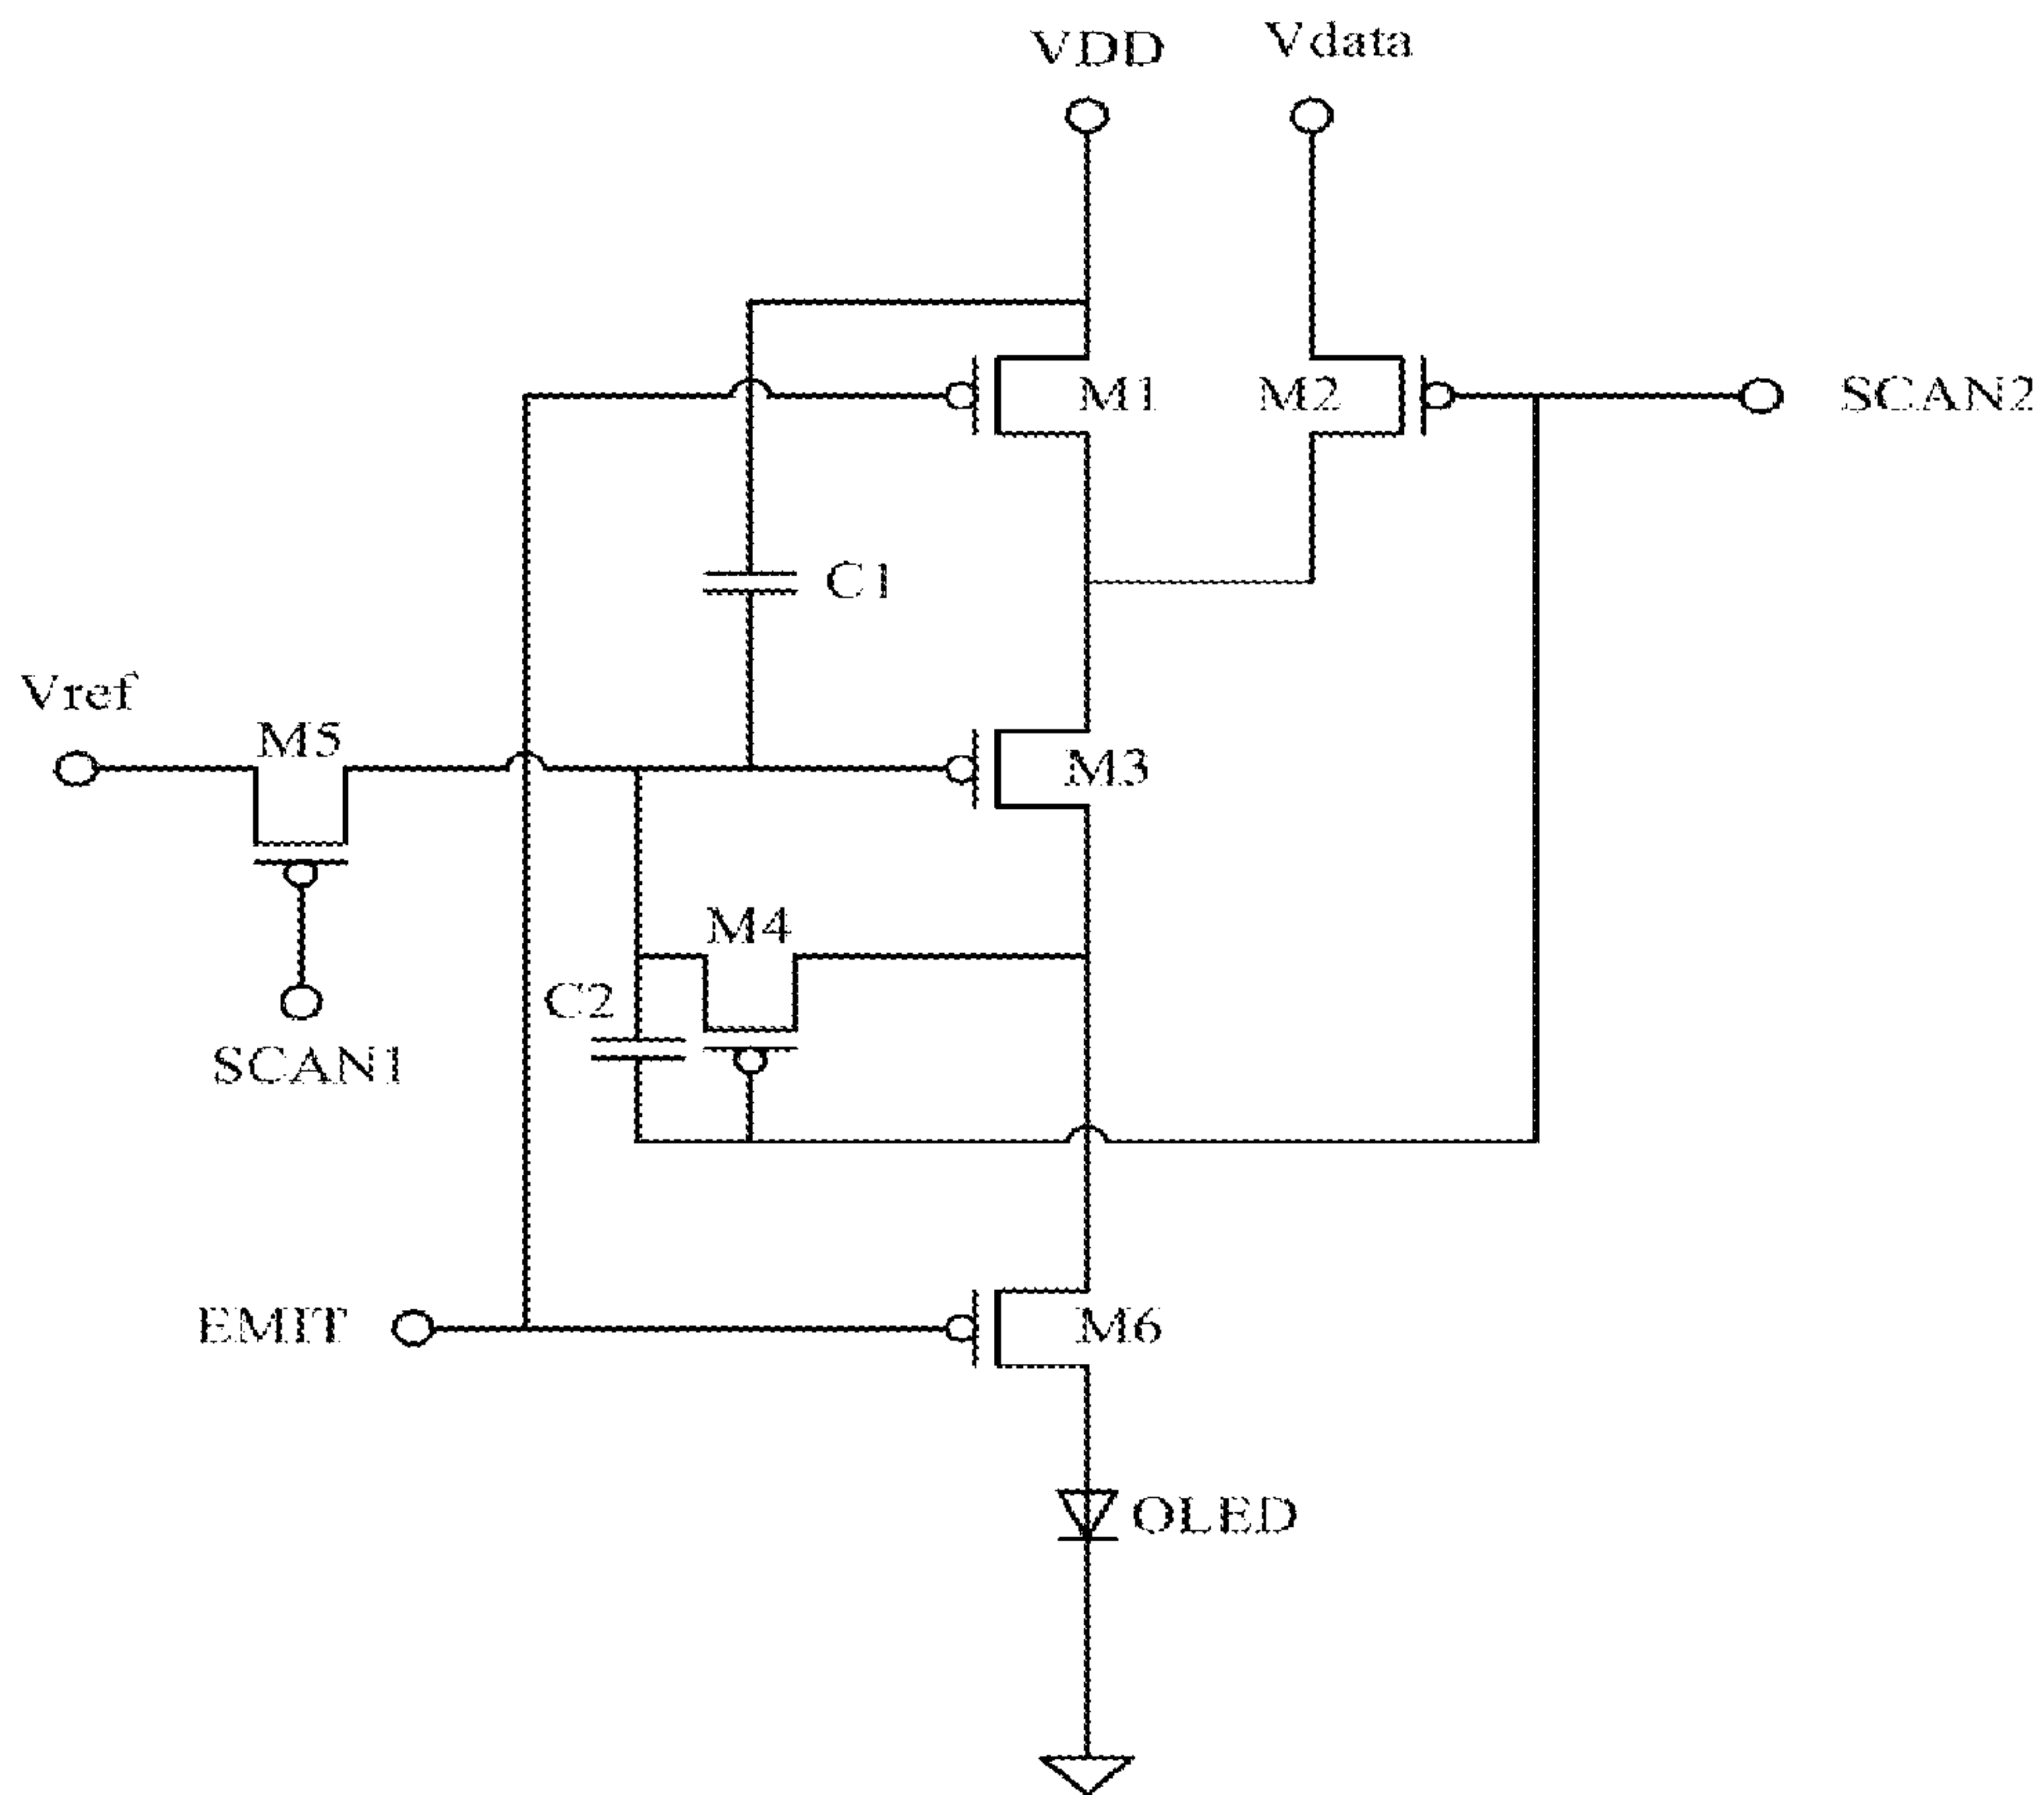 VDD
Vdata
M1
M2
SCAN2
C1
Vref
M5
M3
M4
C2
SCAN1
EMIT
M6
OLED